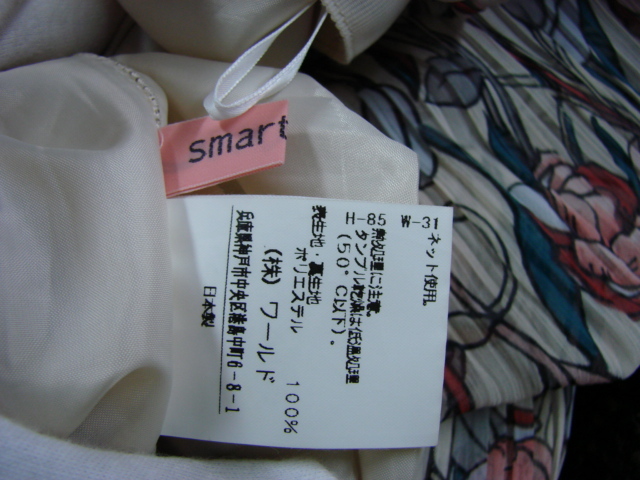 smart
ネット使用。
H-85 W-31
熱処理に注意。
タンブル乾燥は低温処理
(50°C以下)。
表生地・裏生地
ポリエステル 100%
(株) ワールド
兵庫県神戸市中央区港島中町6-8-1
日本製